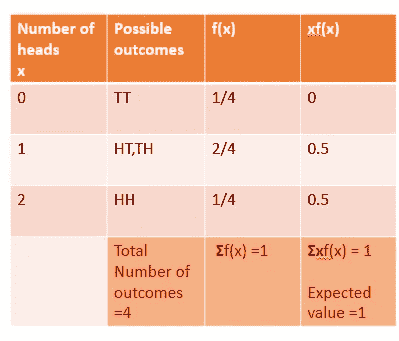 Number of heads x
Possible outcomes
f(x)
xf(x)
0
TT
1/4
0
1
HT,TH
2/4
0.5
2
HH
1/4
0.5
Total Number of outcomes =4
Σf(x) =1
Σxf(x) = 1
Expected value =1